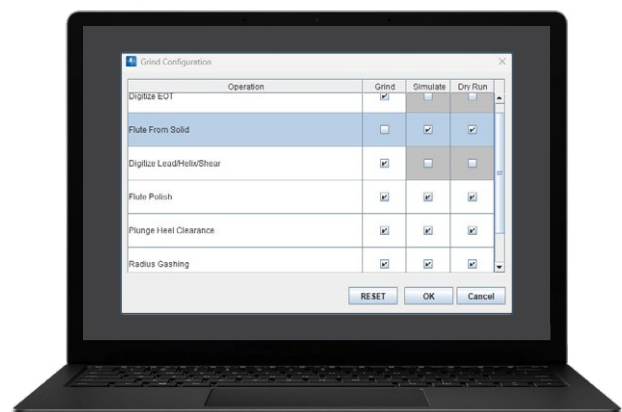 Grind Configuration
Operation Grind Simulate Dry Run
Digitize EOT
Flute From Solid
Digitize Lead/Helix/Shear
Flute Polish
Plunge Heel Clearance
Radius Gashing
RESET OK Cancel